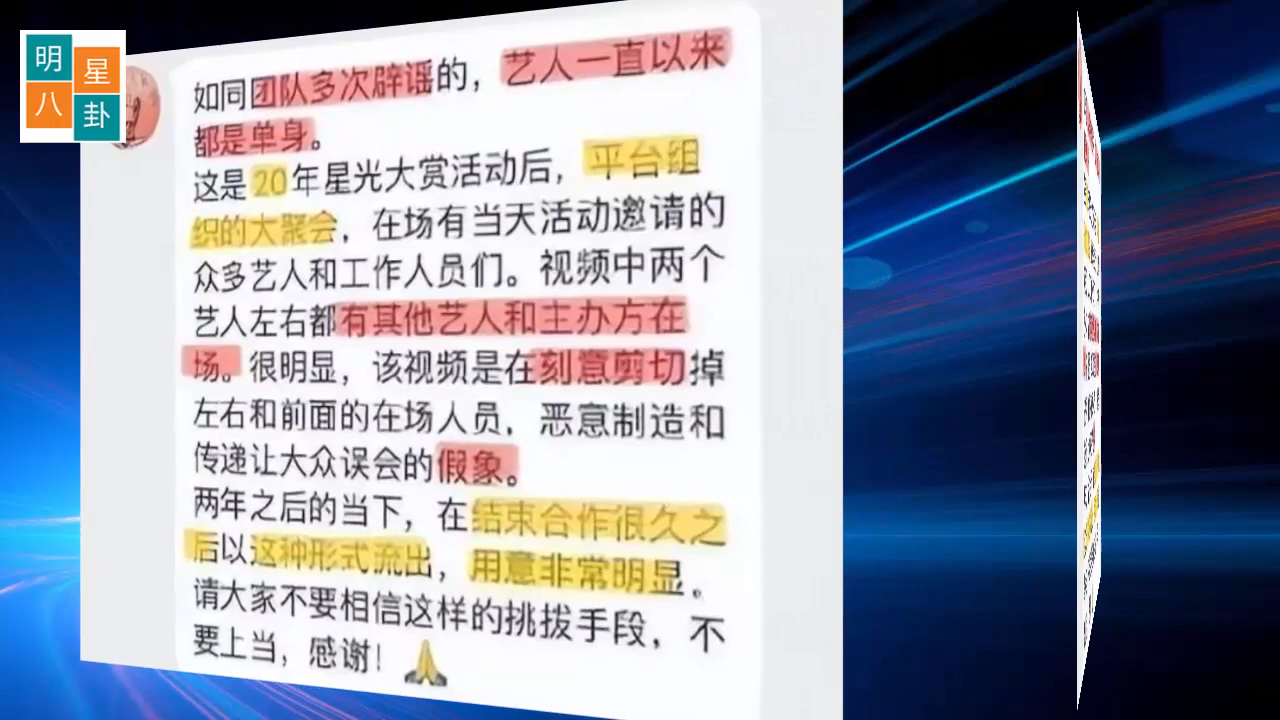 明星
八卦
如同团队多次辟谣的，艺人一直以来
都是单身。
这是20年星光大赏活动后，平台组
织的大聚会，在场有当天活动邀请的
众多艺人和工作人员们。视频中两个
艺人左右都有其他艺人和主办方在
场。很明显，该视频是在刻意剪切掉
左右和前面的在场人员，恶意制造和
传递让大众误会的假象。
两年之后的当下，在结束合作很久之
后以这种形式流出，用意非常明显。
请大家不要相信这样的挑拨手段，不
要上当，感谢！🙏